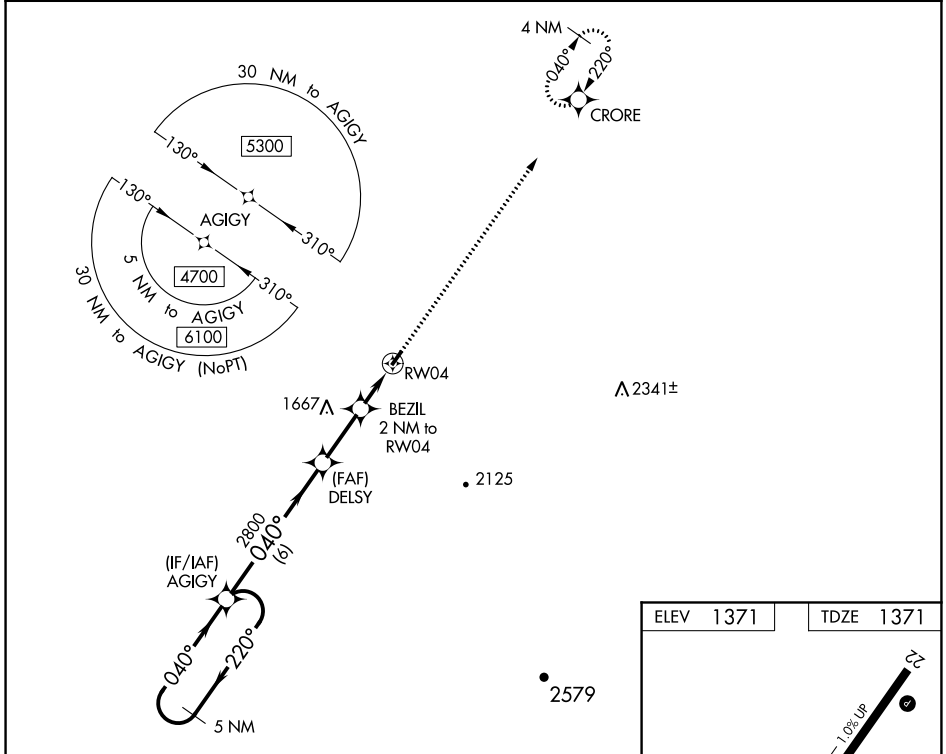 4 NM
040°
220°
CRORE
30 NM to AGIGY
5300
130°
AGIGY
310°
130°
4700
310°
5 NM to AGIGY
6100
30 NM to AGIGY (NoPT)
RW04
1667
BEZIL
2 NM to
RW04
2341±
(FAF)
DELSY
2125
2800
040°
(6)
(IF/IAF)
AGIGY
040°
220°
5 NM
2579
ELEV 1371
TDZE 1371
22
P
1.0% UP